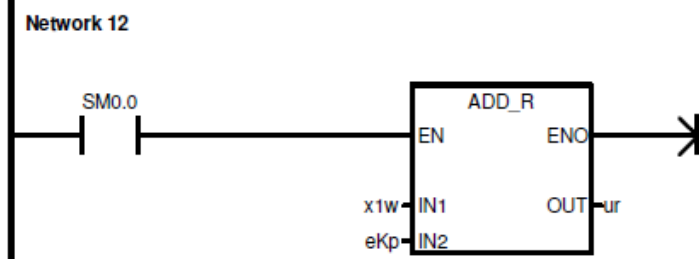 Network 12
SM0.0
ADD_R
EN ENO
x1w IN1 OUT ur
eKp IN2